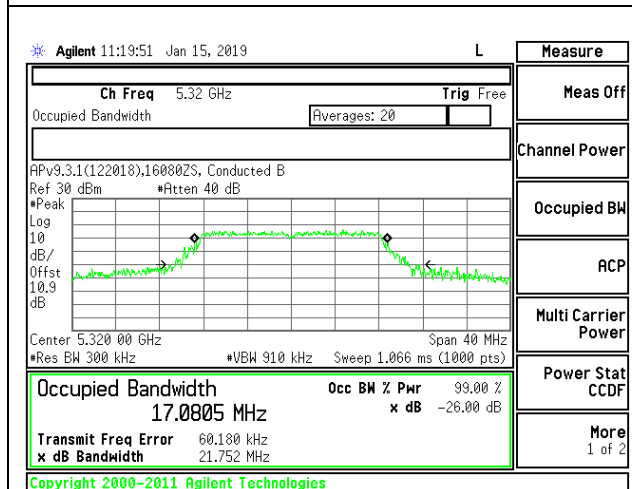 Agilent 11:19:51 Jan 15, 2019 L
Measure
Ch Freq 5.32 GHz Trig Free
Occupied Bandwidth Averages: 20
APv9.3.1(122018),16080ZS, Conducted B
Ref 30 dBm #Atten 40 dB
#Peak
Log
10
dB/
Offst
10.9
dB
Center 5.320 00 GHz Span 40 MHz
#Res BW 300 kHz #VBW 910 kHz Sweep 1.066 ms (1000 pts)
Occupied Bandwidth Occ BW % Pwr 99.00 %
17.0805 MHz x dB -26.00 dB
Transmit Freq Error 60.180 kHz
x dB Bandwidth 21.752 MHz
Copyright 2000-2011 Agilent Technologies
Meas Off
Channel Power
Occupied BW
ACP
Multi Carrier
Power
Power Stat
CCDF
More
1 of 2